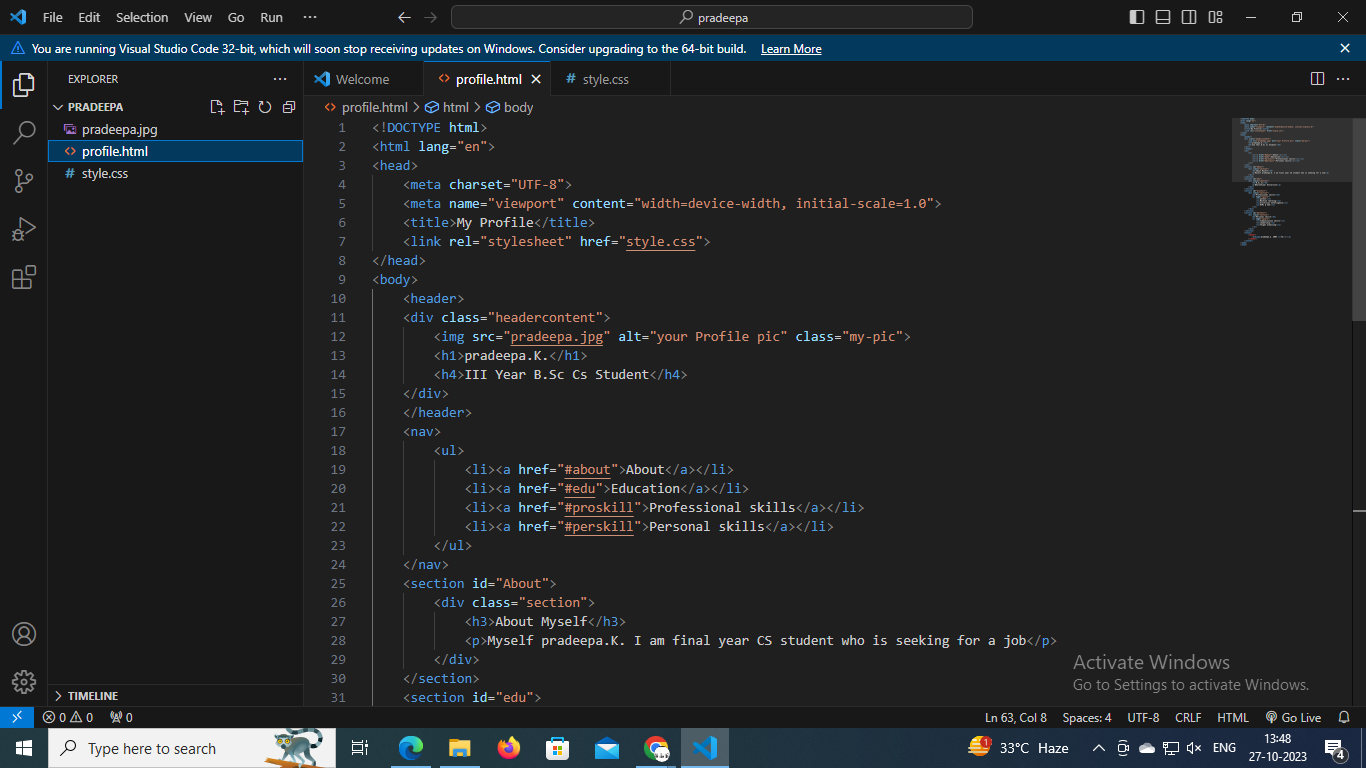 File Edit Selection View Go Run ··· pradeepa
You are running Visual Studio Code 32-bit, which will soon stop receiving updates on Windows. Consider upgrading to the 64-bit build. Learn More
EXPLORER ···
PRADEEPA
pradeepa.jpg
<> profile.html
# style.css
TIMELINE
Welcome <> profile.html # style.css
<> profile.html > html > body
1 <!DOCTYPE html>
2 <html lang="en">
3 <head>
4 <meta charset="UTF-8">
5 <meta name="viewport" content="width=device-width, initial-scale=1.0">
6 <title>My Profile</title>
7 <link rel="stylesheet" href="style.css">
8 </head>
9 <body>
10 <header>
11 <div class="headercontent">
12 <img src="pradeepa.jpg" alt="your Profile pic" class="my-pic">
13 <h1>pradeepa.K.</h1>
14 <h4>III Year B.Sc Cs Student</h4>
15 </div>
16 </header>
17 <nav>
18 <ul>
19 <li><a href="#about">About</a></li>
20 <li><a href="#edu">Education</a></li>
21 <li><a href="#proskill">Professional skills</a></li>
22 <li><a href="#perskill">Personal skills</a></li>
23 </ul>
24 </nav>
25 <section id="About">
26 <div class="section">
27 <h3>About Myself</h3>
28 <p>Myself pradeepa.K. I am final year CS student who is seeking for a job</p>
29 </div>
30 </section>
31 <section id="edu">
Activate Windows
Go to Settings to activate Windows.
0 0 0 Ln 63, Col 8 Spaces: 4 UTF-8 CRLF HTML Go Live
Type here to search 1 33°C Haze ENG 13:48
27-10-2023 4